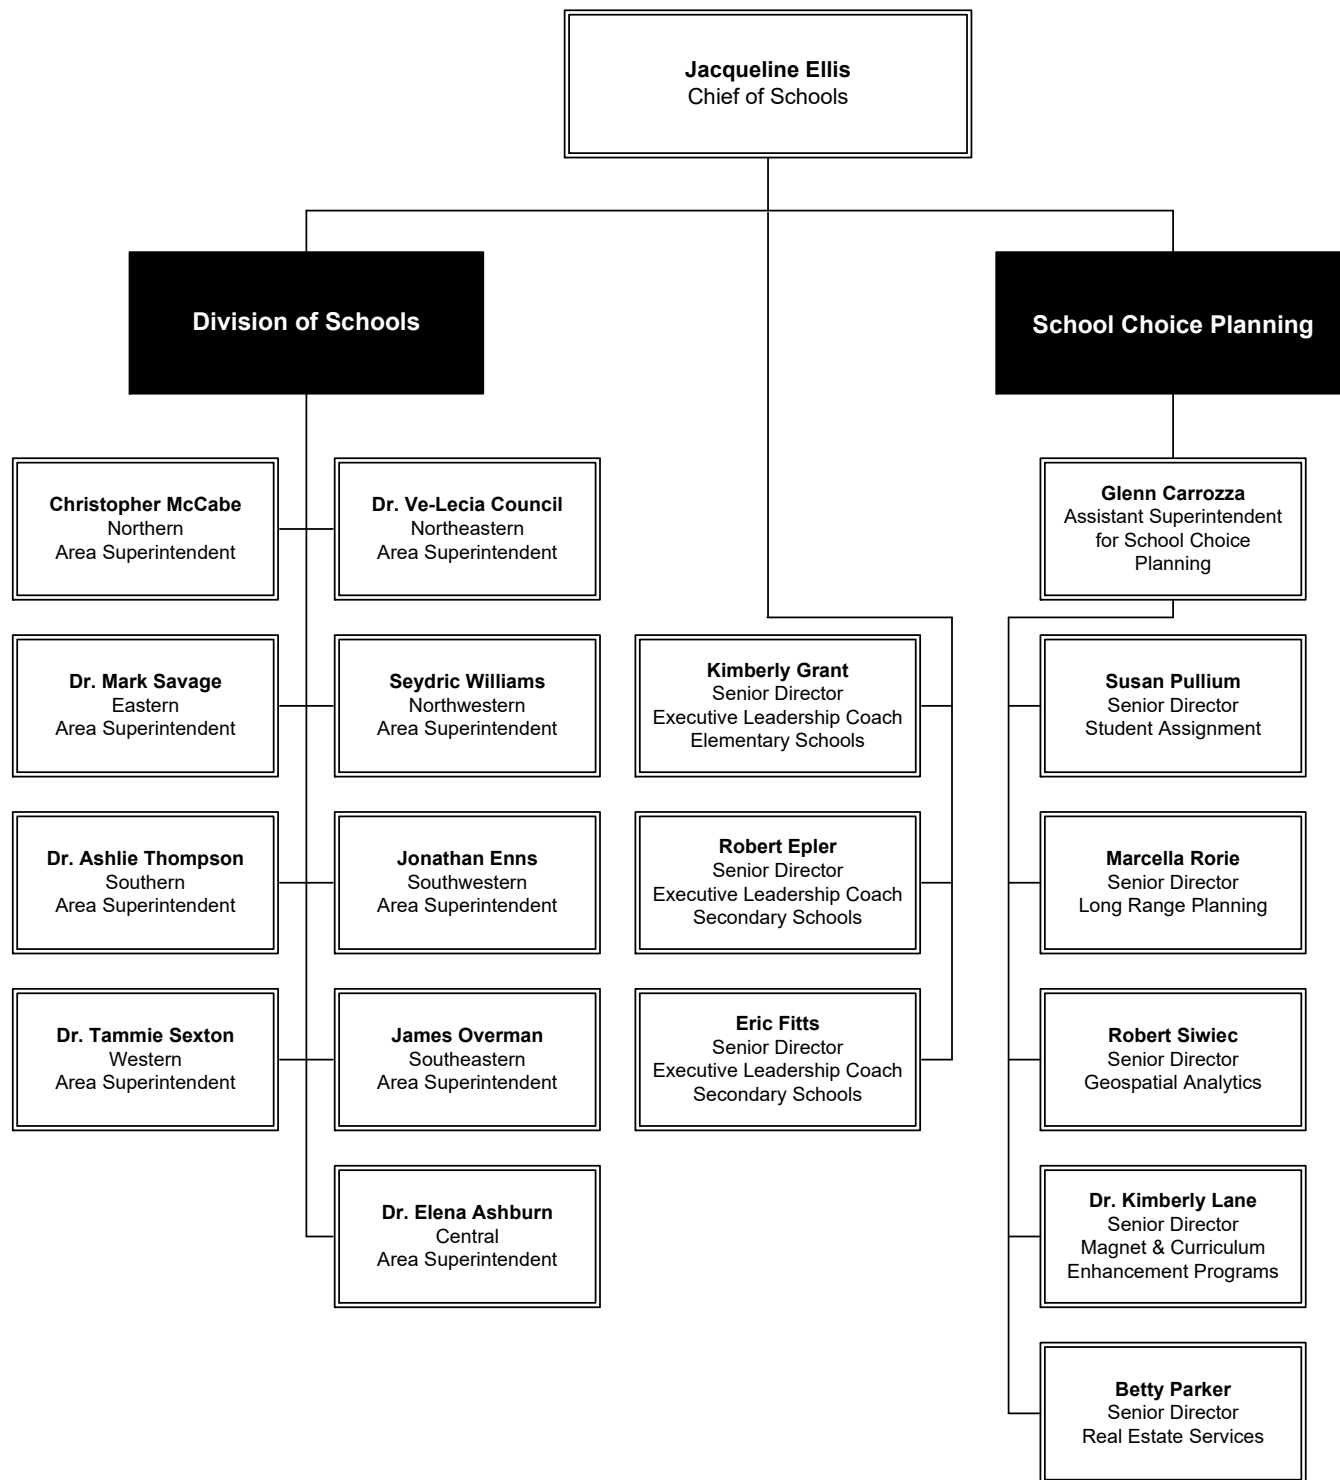 Jacqueline Ellis
Chief of Schools
Division of Schools
School Choice Planning
Christopher McCabe
Northern
Area Superintendent
Dr. Ve-Lecia Council
Northeastern
Area Superintendent
Dr. Mark Savage
Eastern
Area Superintendent
Seydric Williams
Northwestern
Area Superintendent
Dr. Ashlie Thompson
Southern
Area Superintendent
Jonathan Enns
Southwestern
Area Superintendent
Dr. Tammie Sexton
Western
Area Superintendent
James Overman
Southeastern
Area Superintendent
Dr. Elena Ashburn
Central
Area Superintendent
Kimberly Grant
Senior Director
Executive Leadership Coach
Elementary Schools
Robert Epler
Senior Director
Executive Leadership Coach
Secondary Schools
Eric Fitts
Senior Director
Executive Leadership Coach
Secondary Schools
Glenn Carrozza
Assistant Superintendent
for School Choice
Planning
Susan Pullium
Senior Director
Student Assignment
Marcella Rorie
Senior Director
Long Range Planning
Robert Siwiec
Senior Director
Geospatial Analytics
Dr. Kimberly Lane
Senior Director
Magnet & Curriculum
Enhancement Programs
Betty Parker
Senior Director
Real Estate Services